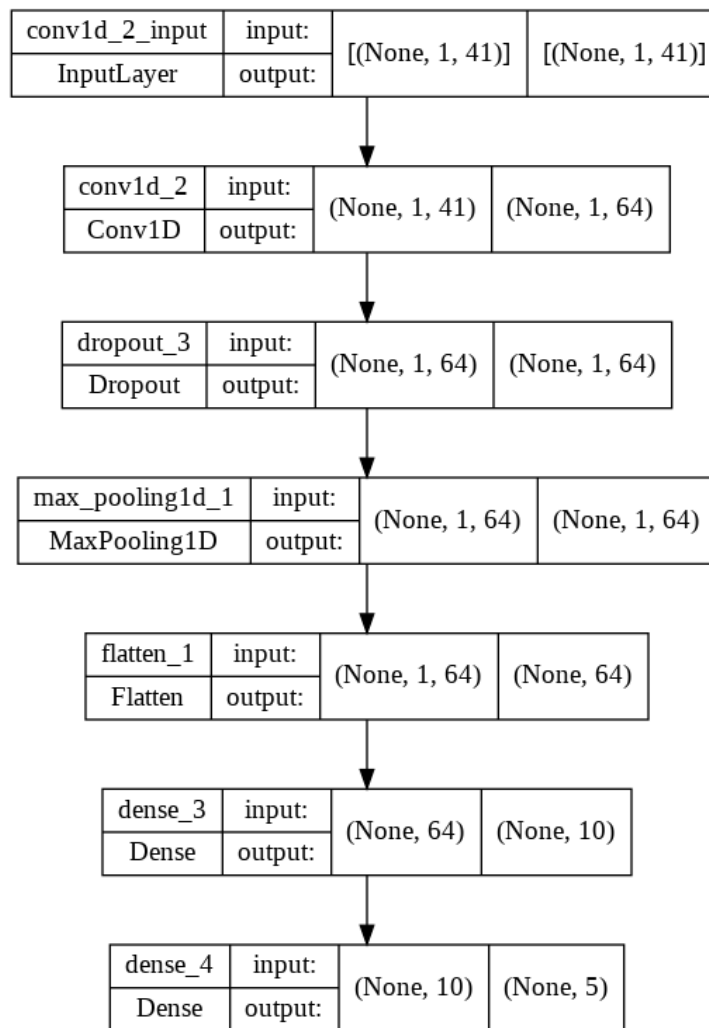 conv1d_2_input input: [(None, 1, 41)] [(None, 1, 41)]
InputLayer output:
conv1d_2 input: (None, 1, 41) (None, 1, 64)
Conv1D output:
dropout_3 input: (None, 1, 64) (None, 1, 64)
Dropout output:
max_pooling1d_1 input: (None, 1, 64) (None, 1, 64)
MaxPooling1D output:
flatten_1 input: (None, 1, 64) (None, 64)
Flatten output:
dense_3 input: (None, 64) (None, 10)
Dense output:
dense_4 input: (None, 10) (None, 5)
Dense output: